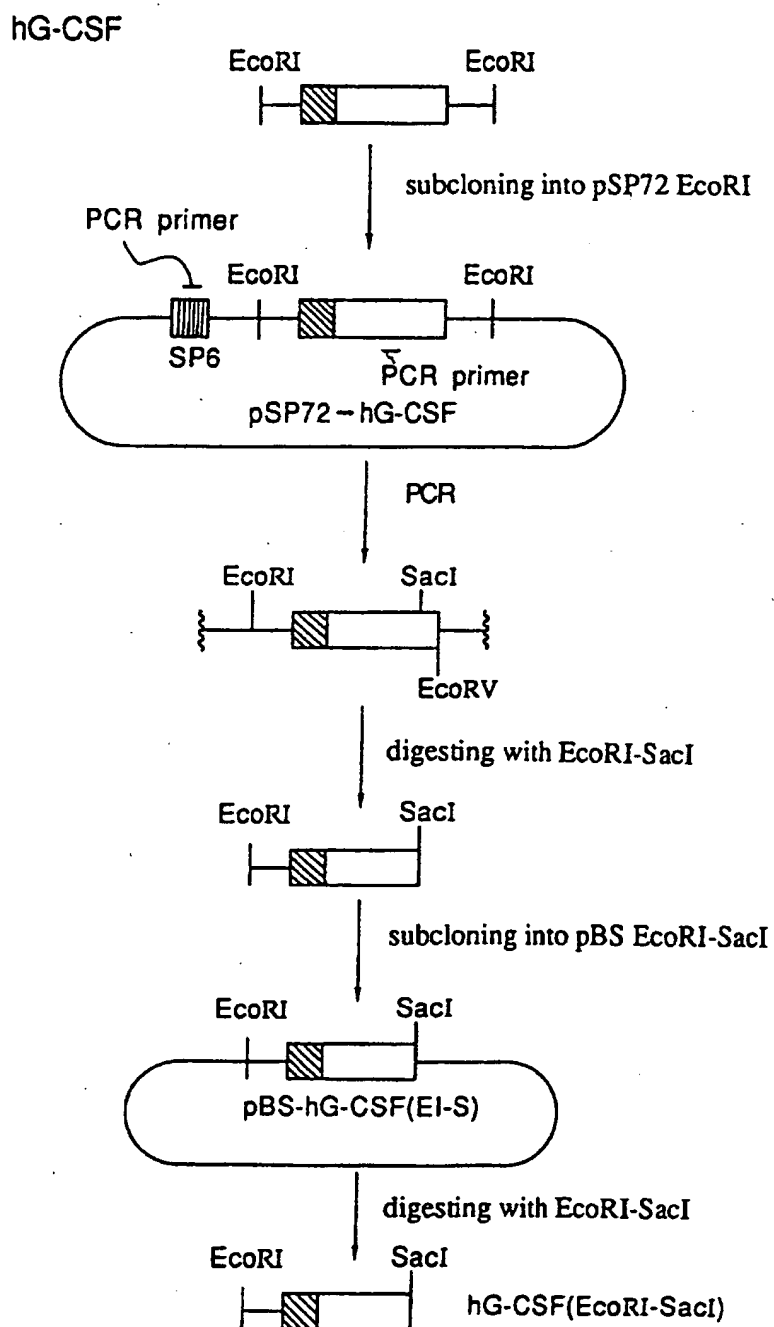 hG-CSF
EcoRI EcoRI
subcloning into pSP72 EcoRI
PCR primer
EcoRI EcoRI
SP6
PCR primer
pSP72-hG-CSF
PCR
EcoRI SacI
EcoRV
digesting with EcoRI-SacI
EcoRI SacI
subcloning into pBS EcoRI-SacI
EcoRI SacI
pBS-hG-CSF(EI-S)
digesting with EcoRI-SacI
EcoRI SacI
hG-CSF(EcoRI-SacI)